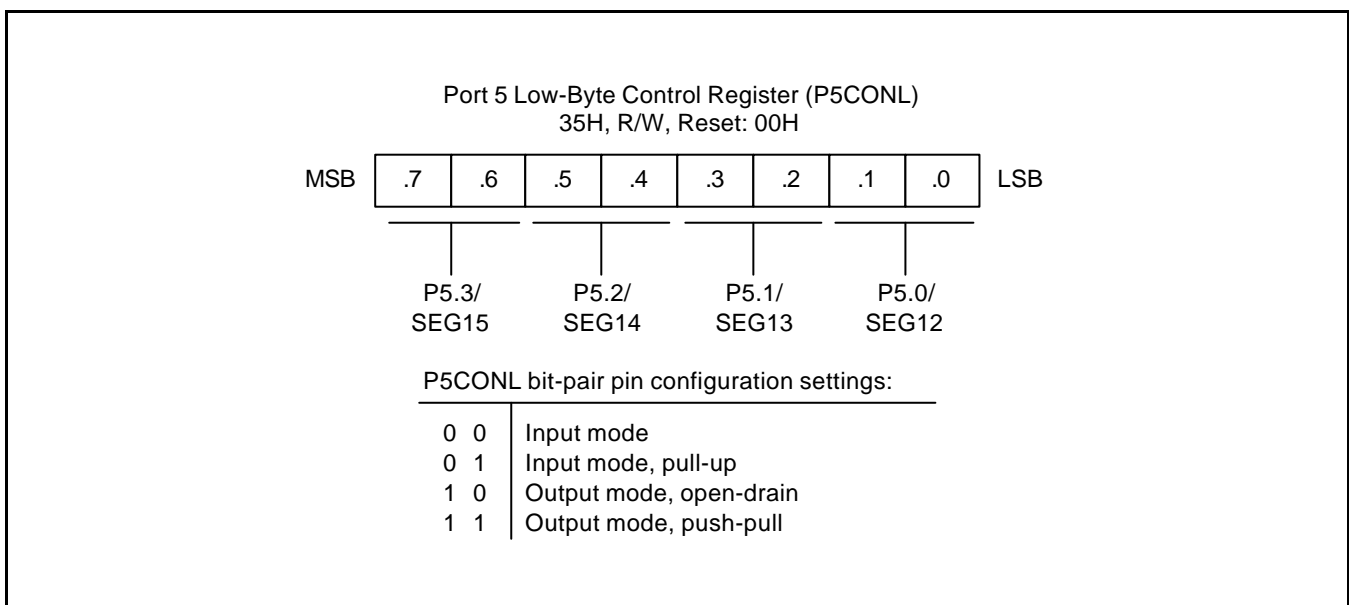 Port 5 Low-Byte Control Register (P5CONL)
35H, R/W, Reset: 00H
MSB .7 .6 .5 .4 .3 .2 .1 .0 LSB
P5.3/ P5.2/ P5.1/ P5.0/
SEG15 SEG14 SEG13 SEG12
P5CONL bit-pair pin configuration settings:
0 0 Input mode
0 1 Input mode, pull-up
1 0 Output mode, open-drain
1 1 Output mode, push-pull